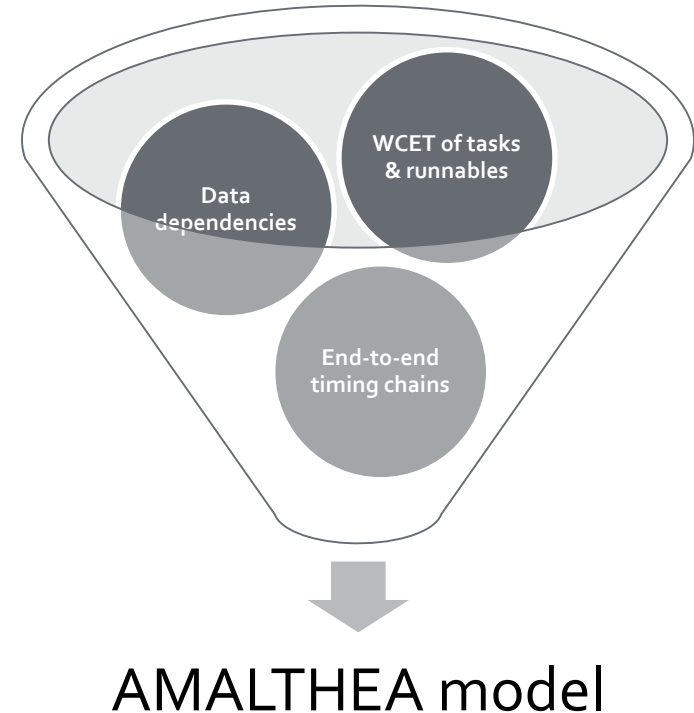 WCET of tasks
& runnables
Data
dependencies
End-to-end
timing chains
AMALTHEA model